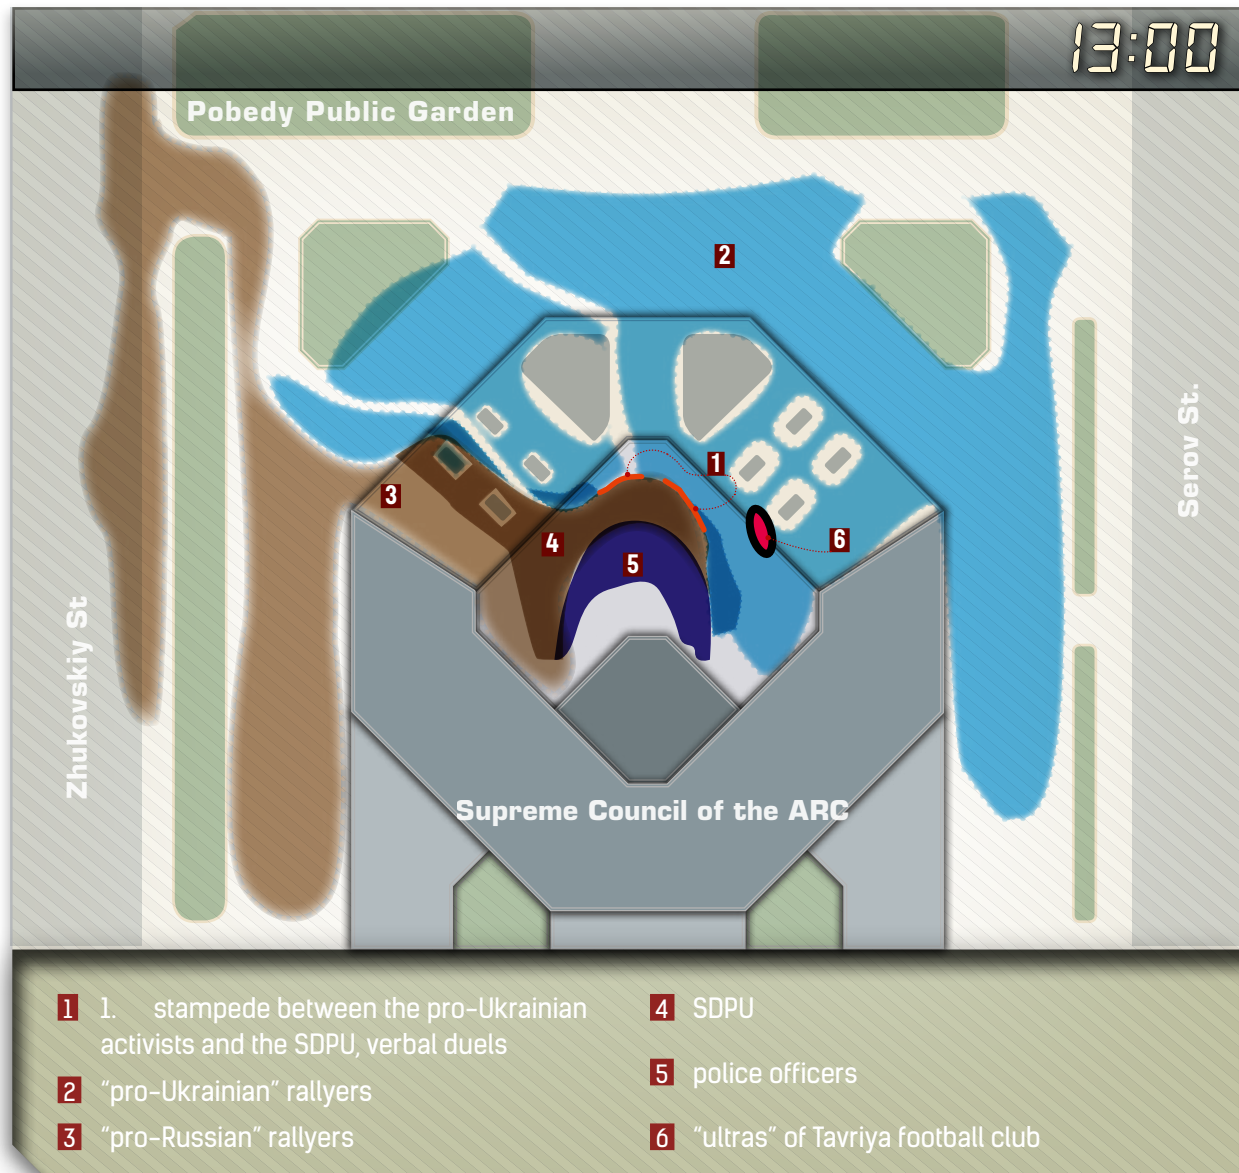 13:00
Pobedy Public Garden
2
1
3
6
4
5
Serov St.
Zhukovskiy St
Supreme Council of the ARC
1 1. stampede between the pro-Ukrainian
activists and the SDPU, verbal duels
2 “pro-Ukrainian” rallyers
3 “pro-Russian” rallyers
4 SDPU
5 police officers
6 “ultras” of Tavriya football club